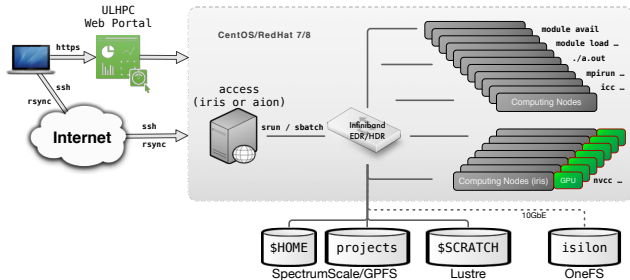 ULHPC
Web Portal
https
CentOS/RedHat 7/8
module avail
module load …
./a.out
mpirun …
icc …
Computing Nodes
ssh
rsync
access
(iris or aion)
Internet
ssh
rsync
srun / sbatch
Infiniband
EDR/HDR
Computing Nodes (iris)
GPU
nvcc …
10GbE
$HOME
projects
$SCRATCH
isilon
SpectrumScale/GPFS
Lustre
OneFS